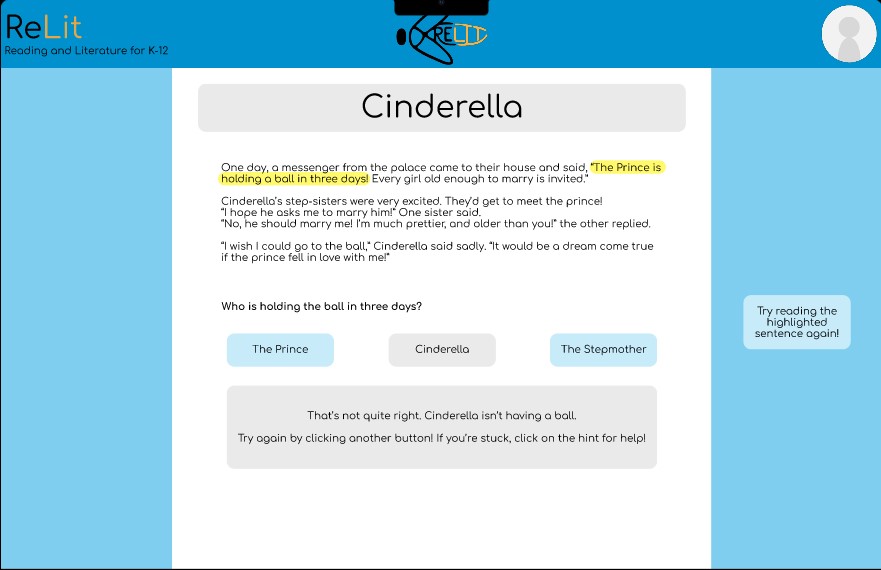 ReLit
Reading and Literature for K-12
RELIT
Cinderella
One day, a messenger from the palace came to their house and said, "The Prince is
holding a ball in three days! Every girl old enough to marry is invited."
Cinderella's step-sisters were very excited. They'd get to meet the prince!
"I hope he asks me to marry him!" One sister said.
"No, he should marry me! I'm much prettier, and older than you!" the other replied.
"I wish I could go to the ball," Cinderella said sadly. "It would be a dream come true
if the prince fell in love with me!"
Who is holding the ball in three days?
The Prince
Cinderella
The Stepmother
Try reading the
highlighted
sentence again!
That's not quite right. Cinderella isn't having a ball.
Try again by clicking another button! If you're stuck, click on the hint for help!